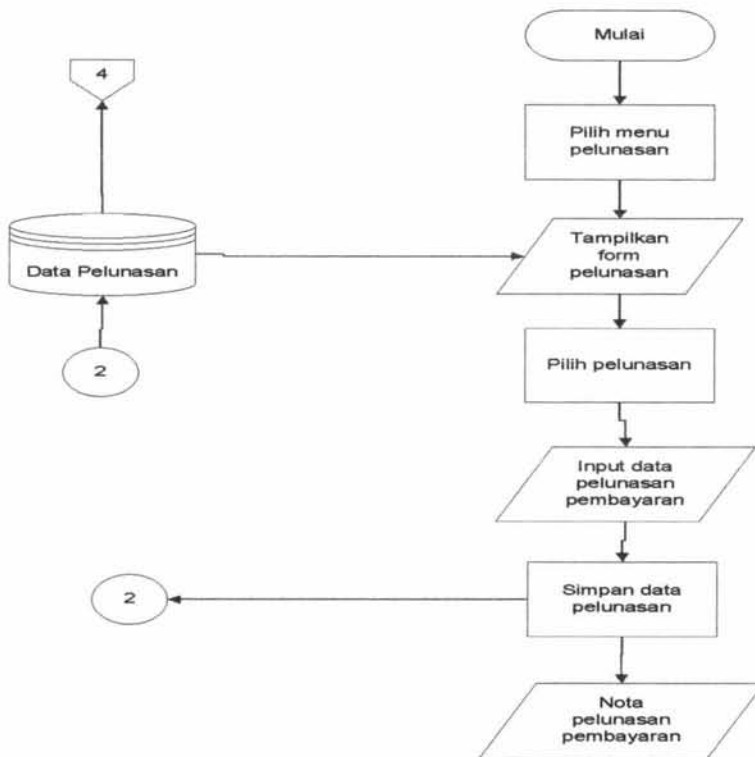 Mulai
4
Pilih menu
pelunasan
Tampilkan
form
pelunasan
Data Pelunasan
2
Pilih pelunasan
Input data
pelunasan
pembayaran
2
Simpan data
pelunasan
Nota
pelunasan
pembayaran